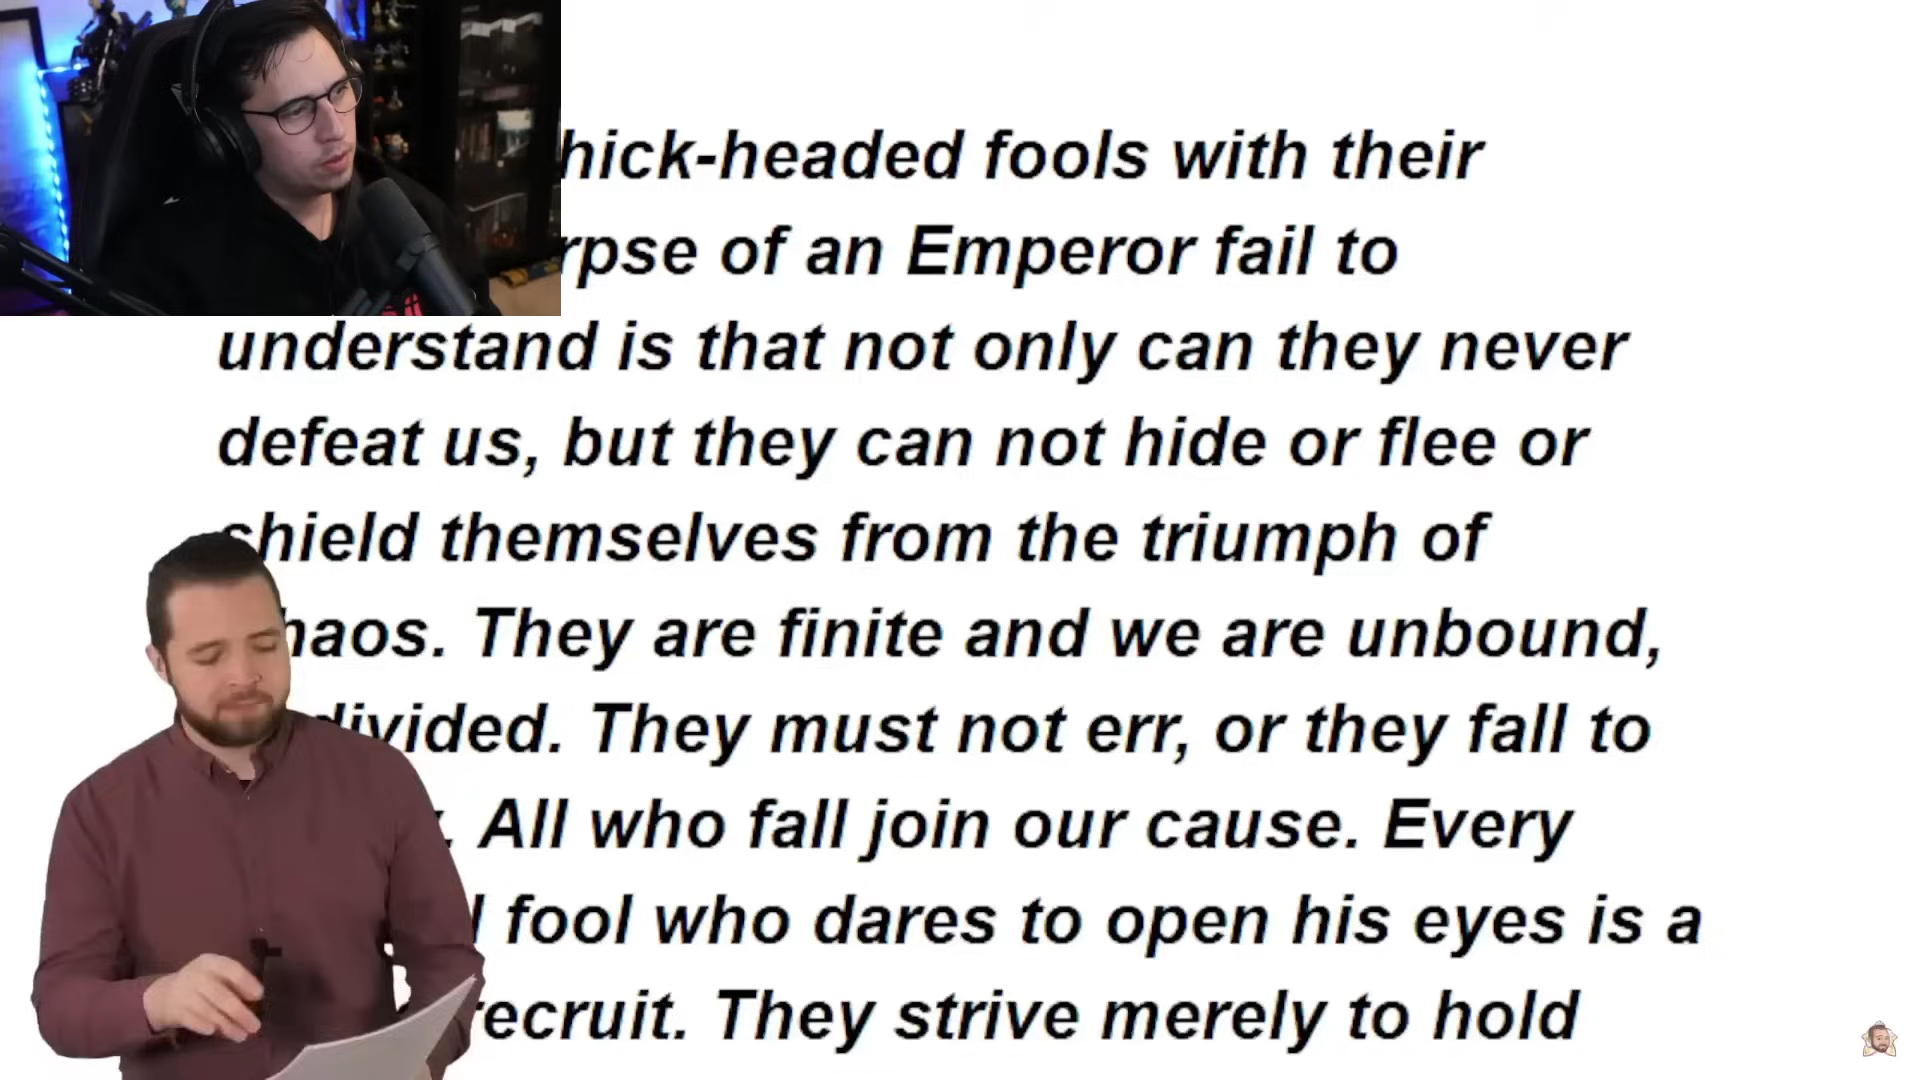 hick-headed fools with their
rpse of an Emperor fail to
understand is that not only can they never
defeat us, but they can not hide or flee or
shield themselves from the triumph of
haos. They are finite and we are unbound,
divided. They must not err, or they fall to
All who fall join our cause. Every
fool who dares to open his eyes is a
recruit. They strive merely to hold